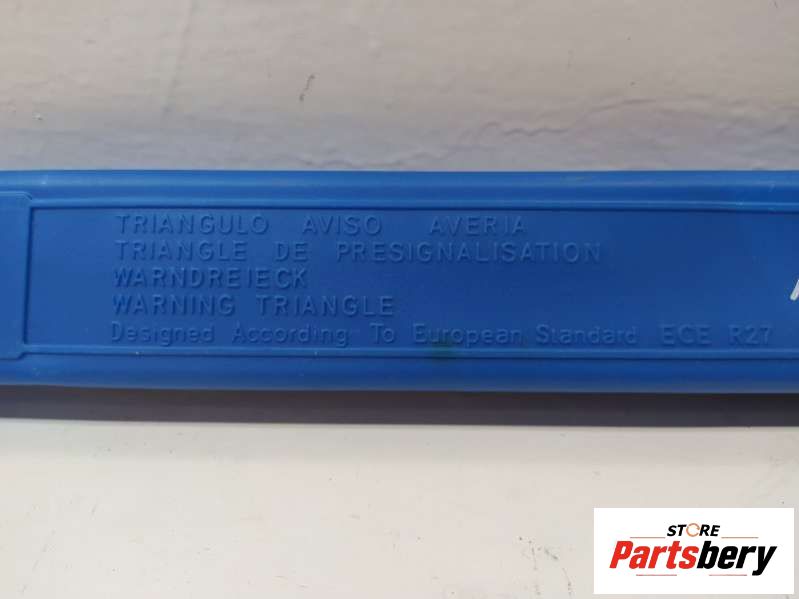 TRIANGULO AVISO AVERIA
TRIANGLE DE PRESIGNALISATION
WARNDREIECK
WARNING TRIANGLE
Designed According To European Standard ECE R27
STORE
Partsbery